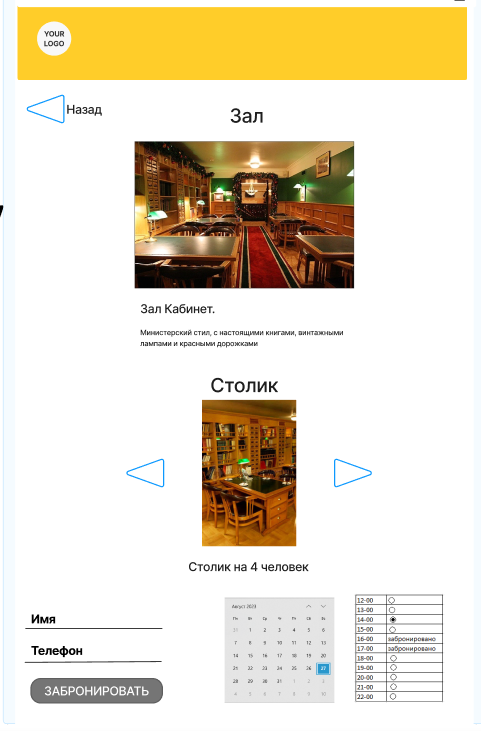 YOUR
LOGO
Назад
Зал
Зал Кабинет.
Министерский стил, с настоящими книгами, винтажными
лампами и красными дорожками
Столик
Столик на 4 человек
Имя
Телефон
ЗАБРОНИРОВАТЬ
Август 2023
Пн Вт Ср Чт Пт Сб Вс
31 1 2 3 4 5 6
7 8 9 10 11 12 13
14 15 16 17 18 19 20
21 22 23 24 25 26 27
28 29 30 31 1 2 3
4 5 6 7 8 9 10
12-00
13-00
14-00
15-00
16-00 забронировано
17-00 забронировано
18-00
19-00
20-00
21-00
22-00